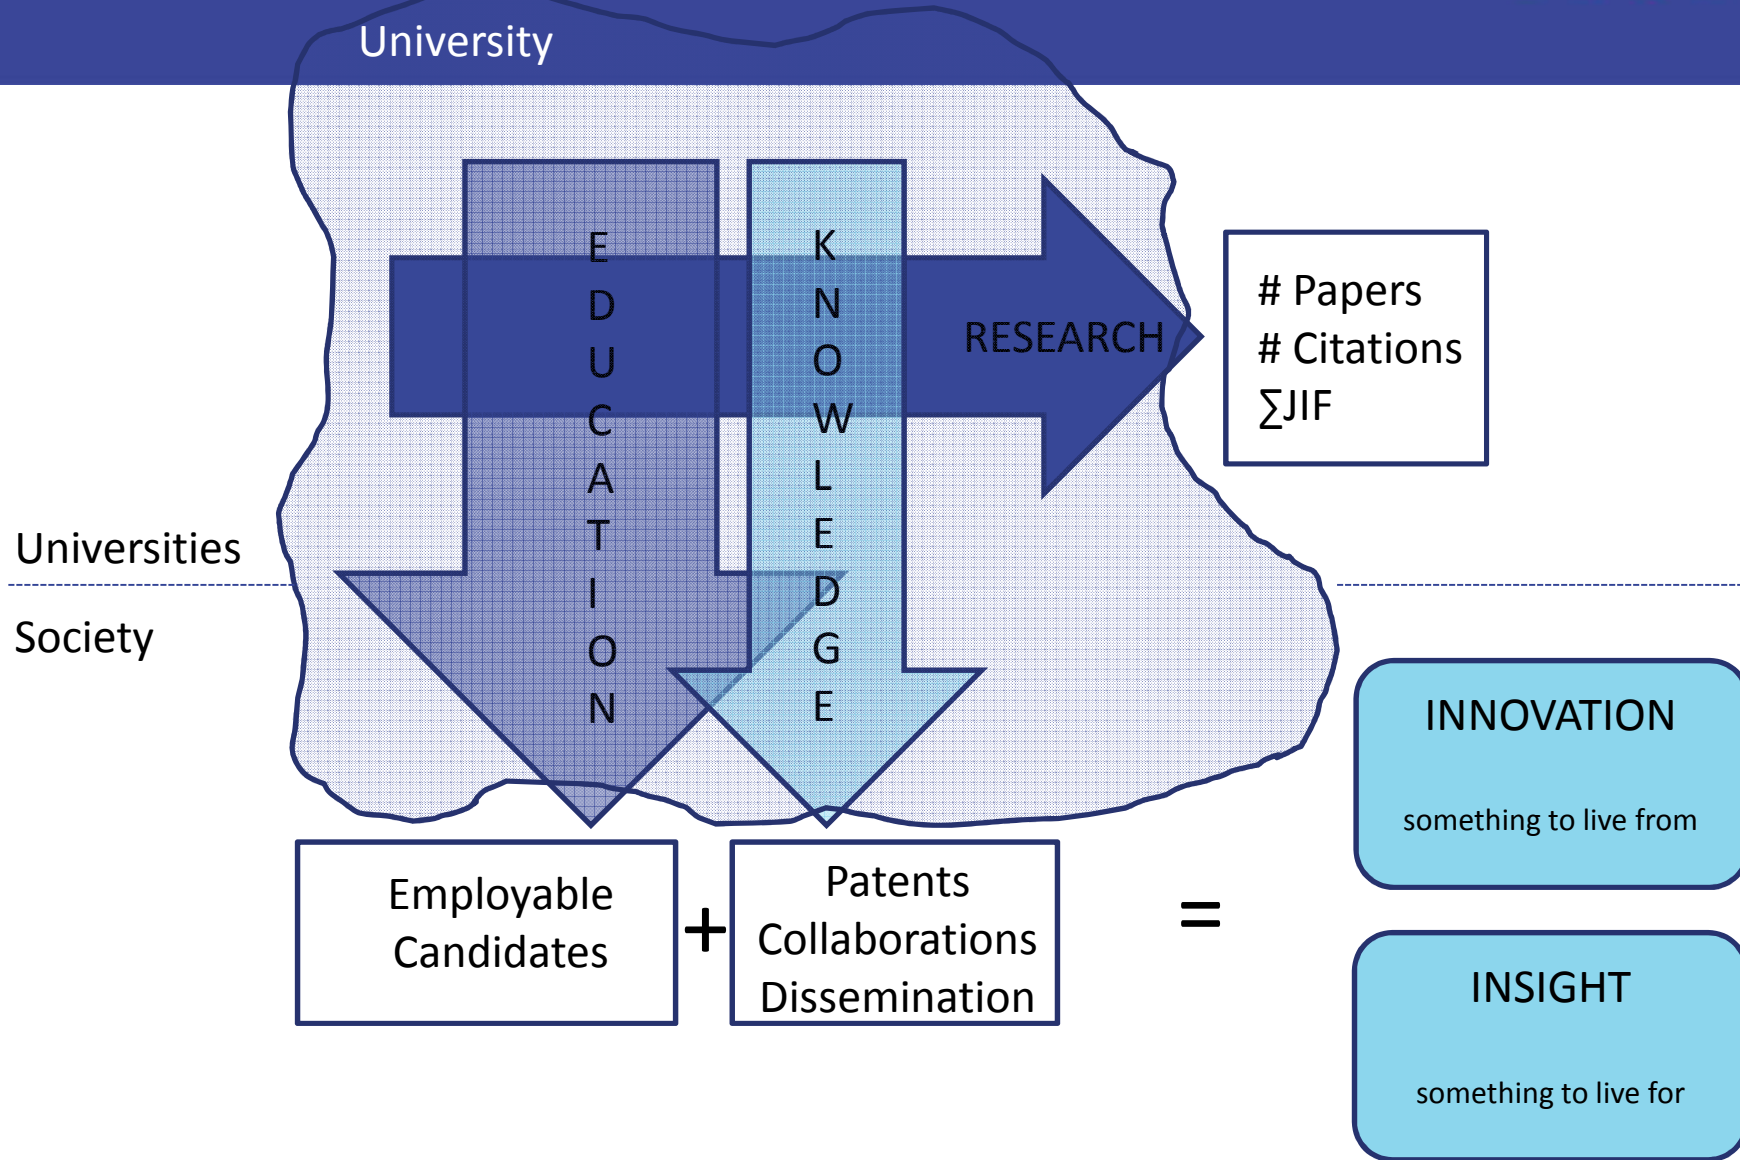 University
EDUCATION
KNOWLEDGE
RESEARCH
# Papers
# Citations
∑JIF
Universities
Society
Employable
Candidates
+
Patents
Collaborations
Dissemination
=
INNOVATION
something to live from
INSIGHT
something to live for